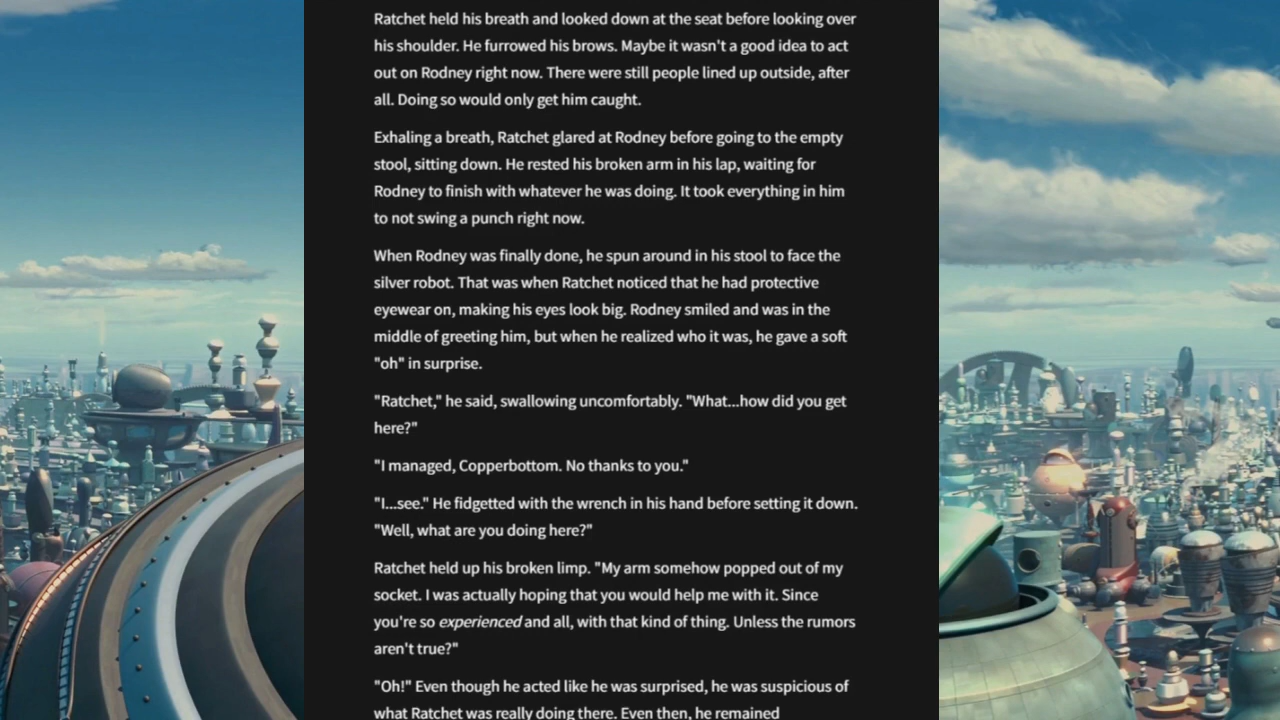 Ratchet held his breath and looked down at the seat before looking over
his shoulder. He furrowed his brows. Maybe it wasn't a good idea to act
out on Rodney right now. There were still people lined up outside, after
all. Doing so would only get him caught.
Exhaling a breath, Ratchet glared at Rodney before going to the empty
stool, sitting down. He rested his broken arm in his lap, waiting for
Rodney to finish with whatever he was doing. It took everything in him
to not swing a punch right now.
When Rodney was finally done, he spun around in his stool to face the
silver robot. That was when Ratchet noticed that he had protective
eyewear on, making his eyes look big. Rodney smiled and was in the
middle of greeting him, but when he realized who it was, he gave a soft
"oh" in surprise.
"Ratchet," he said, swallowing uncomfortably. "What...how did you get
here?"
"I managed, Copperbottom. No thanks to you."
"I...see." He fidgetted with the wrench in his hand before setting it down.
"Well, what are you doing here?"
Ratchet held up his broken limp. "My arm somehow popped out of my
socket. I was actually hoping that you would help me with it. Since
you're so experienced and all, with that kind of thing. Unless the rumors
aren't true?"
"Oh!" Even though he acted like he was surprised, he was suspicious of
what Ratchet was really doing there. Even then, he remained